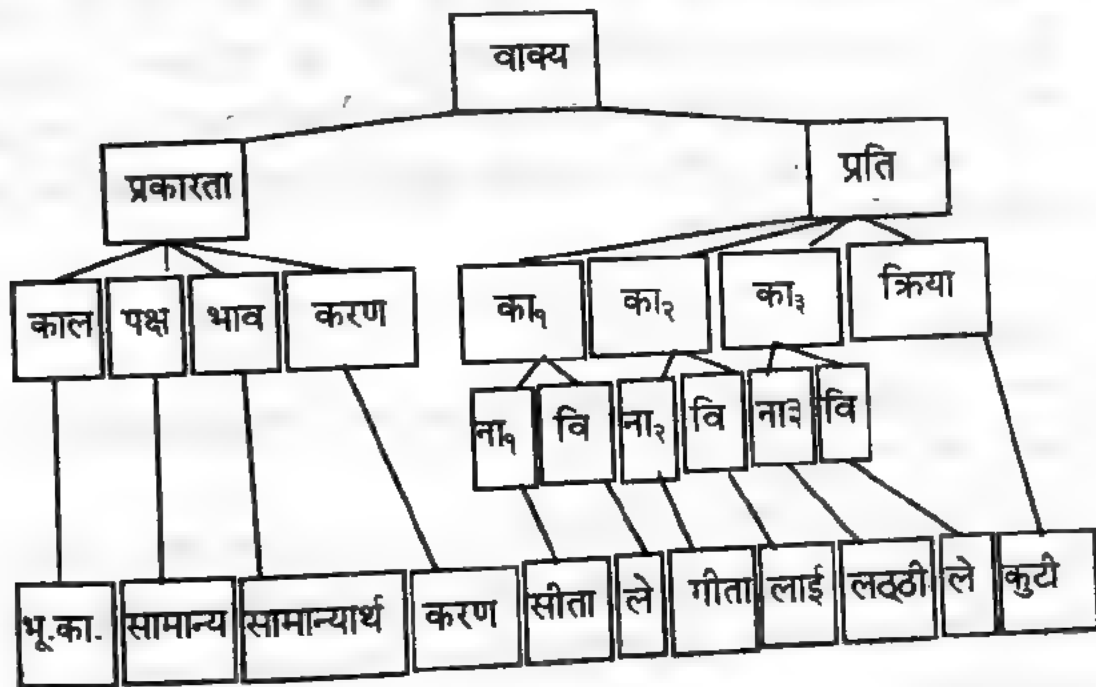 वाक्य
प्रकारता प्रति
काल पक्ष भाव करण का१ का२ का३ क्रिया
ना१ वि ना२ वि ना३ वि
भू.का. सामान्य सामान्यार्थ करण सीता ले गीता लाई लठ्ठी ले कुटी